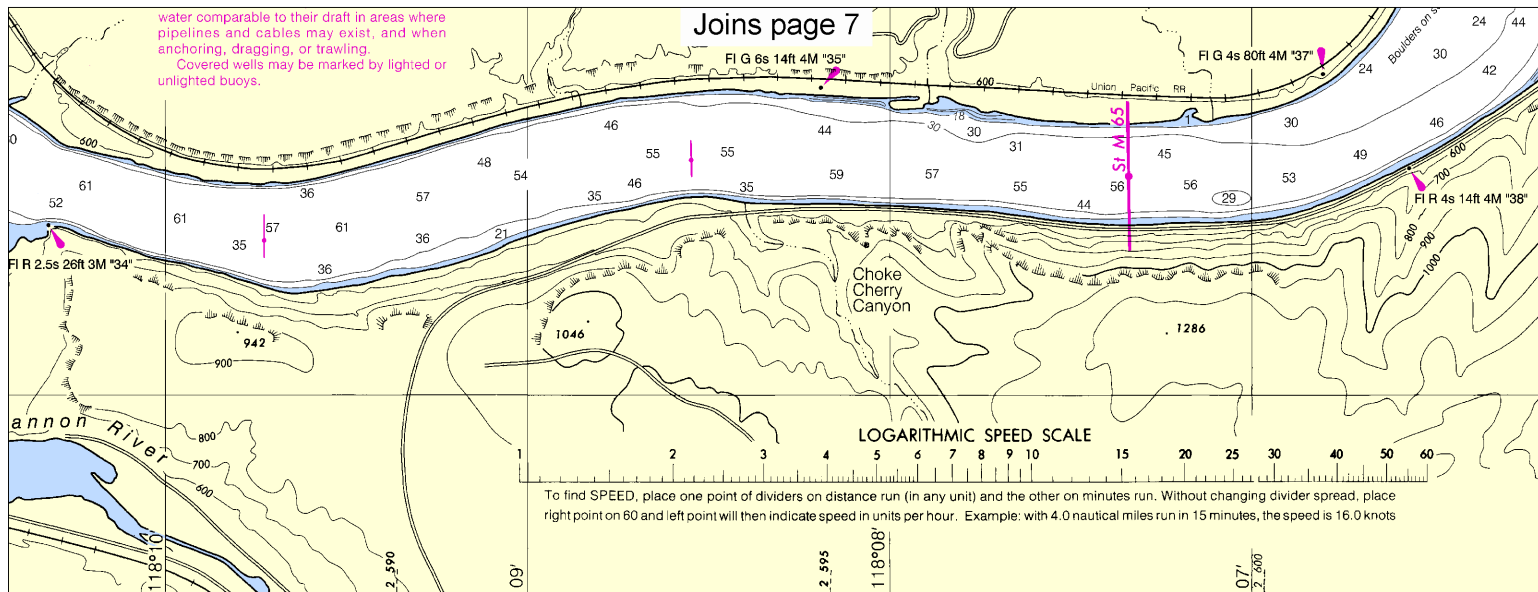 water comparable to their draft in areas where
pipelines and cables may exist, and when
anchoring, dragging, or trawling.
Covered wells may be marked by lighted or
unlighted buoys.
Joins page 7
Fl G 6s 14ft 4M "35"
Fl G 4s 80ft 4M "37"
Boulders on s
24 44
30
24
42
600
Union Pacific RR
18
1
46 44 30 30 30 46
31
St M 65
600
48 55 55 45 49
600
54 59 57 53
700
61 36 57 35 46 35 55 56 56
52 44 29
Fl R 4s 14ft 4M "38"
61 57 61 36 21
35
800
900
1000
36
Fl R 2.5s 26ft 3M "34"
Choke
Cherry
Canyon
942
1046
1286
900
annon River
800
700
600
LOGARITHMIC SPEED SCALE
1 2 3 4 5 6 7 8 9 10 15 20 25 30 40 50 60
To find SPEED, place one point of dividers on distance run (in any unit) and the other on minutes run. Without changing divider spread, place
right point on 60 and left point will then indicate speed in units per hour. Example: with 4.0 nautical miles run in 15 minutes, the speed is 16.0 knots
118°10'
2 590
09'
2 595
118°08'
07'
2 600